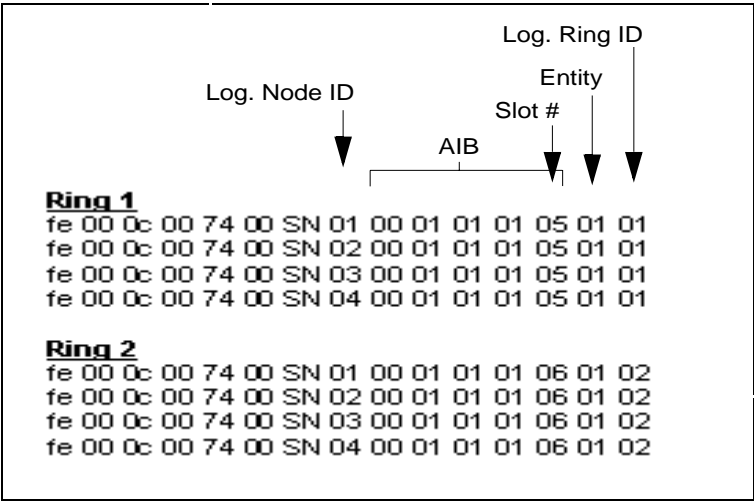 Log. Ring ID
Entity
Log. Node ID
Slot #
AIB
Ring 1
fe 00 0c 00 74 00 SN 01 00 01 01 01 05 01 01
fe 00 0c 00 74 00 SN 02 00 01 01 01 05 01 01
fe 00 0c 00 74 00 SN 03 00 01 01 01 05 01 01
fe 00 0c 00 74 00 SN 04 00 01 01 01 05 01 01
Ring 2
fe 00 0c 00 74 00 SN 01 00 01 01 01 06 01 02
fe 00 0c 00 74 00 SN 02 00 01 01 01 06 01 02
fe 00 0c 00 74 00 SN 03 00 01 01 01 06 01 02
fe 00 0c 00 74 00 SN 04 00 01 01 01 06 01 02